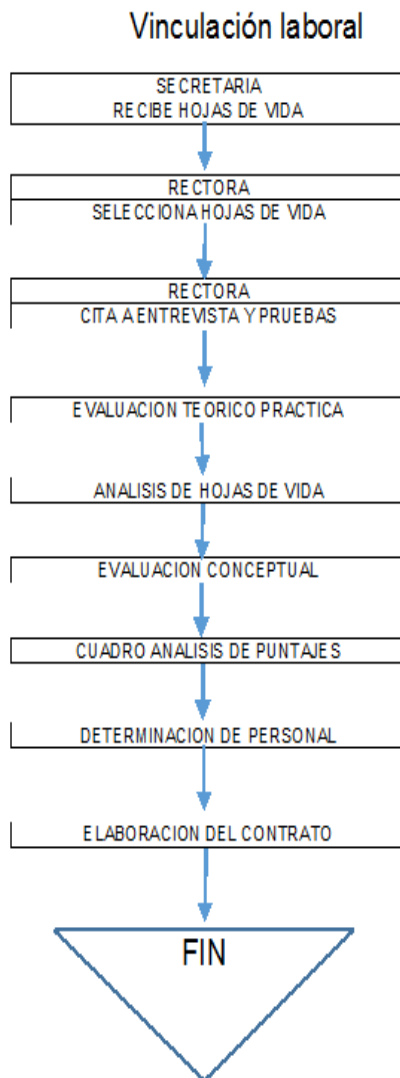 Vinculación laboral
SECRETARIA
RECIBE HOJAS DE VIDA
RECTORA
SELECCIONA HOJAS DE VIDA
RECTORA
CITA A ENTREVISTA Y PRUEBAS
EVALUACION TEORICO PRACTICA
ANALISIS DE HOJAS DE VIDA
EVALUACION CONCEPTUAL
CUADRO ANALISIS DE PUNTAJES
DETERMINACION DE PERSONAL
ELABORACION DEL CONTRATO
FIN